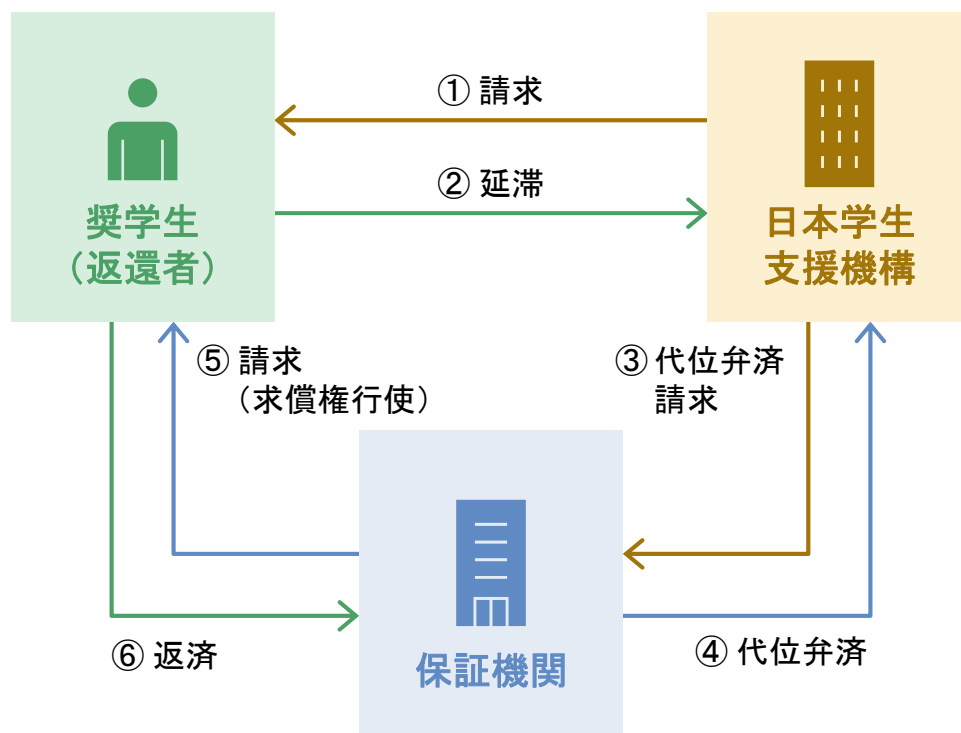 ① 請求
② 延滞
奨学生
（返還者）
日本学生
支援機構
⑤ 請求
（求償権行使）
③ 代位弁済
請求
保証機関
⑥ 返済
④ 代位弁済